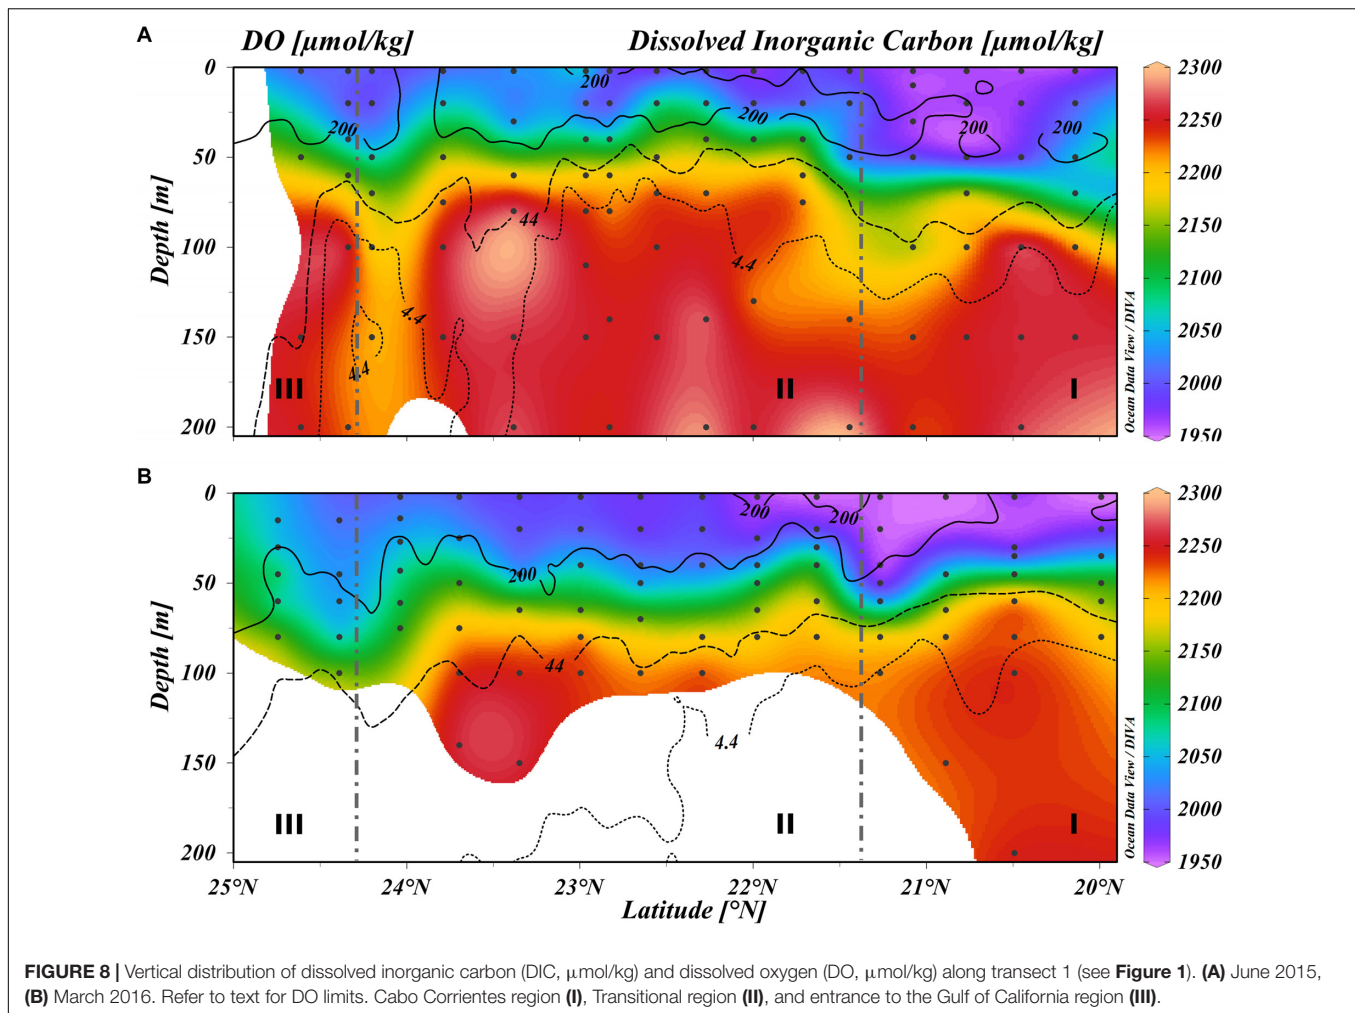 A
DO [µmol/kg]
Dissolved Inorganic Carbon [µmol/kg]
0
50
100
150
200
Depth [m]
200
200
200
200
200
44
4.4
4.4
4.4
III
II
I
2300
2250
2200
2150
2100
2050
2000
1950
Ocean Data View / DIVA
B
0
50
100
150
200
Depth [m]
200
200
200
44
4.4
III
II
I
2300
2250
2200
2150
2100
2050
2000
1950
Ocean Data View / DIVA
25°N
24°N
23°N
22°N
21°N
20°N
Latitude [°N]
FIGURE 8 | Vertical distribution of dissolved inorganic carbon (DIC, µmol/kg) and dissolved oxygen (DO, µmol/kg) along transect 1 (see Figure 1). (A) June 2015,
(B) March 2016. Refer to text for DO limits. Cabo Corrientes region (I), Transitional region (II), and entrance to the Gulf of California region (III).